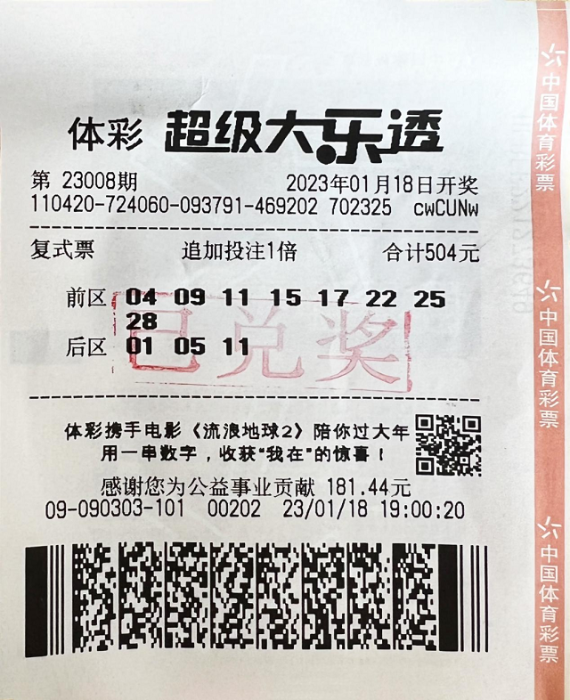 体彩 超级大乐透
第 23008期 2023年01月18日开奖
110420-724060-093791-469202 702325 cwCUNw
复式票 追加投注1倍 合计504元
前区 04 09 11 15 17 22 25
28
后区 01 05 11
已兑奖
体彩携手电影《流浪地球2》陪你过大年
用一串数字，收获“我在”的惊喜！
感谢您为公益事业贡献 181.44元
09-090303-101 00202 23/01/18 19:00:20
中国体育彩票
中国体育彩票
中国体育彩票